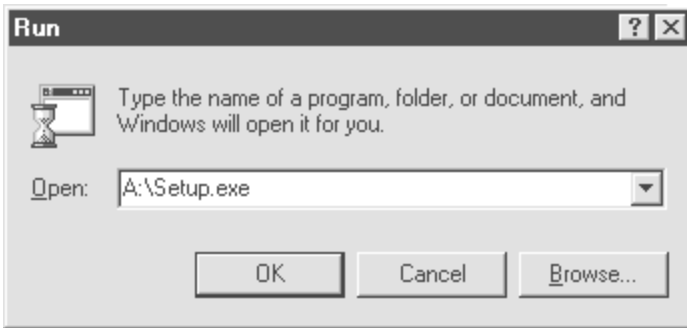 Run
Type the name of a program, folder, or document, and
Windows will open it for you.
Open: A:\Setup.exe
OK Cancel Browse...